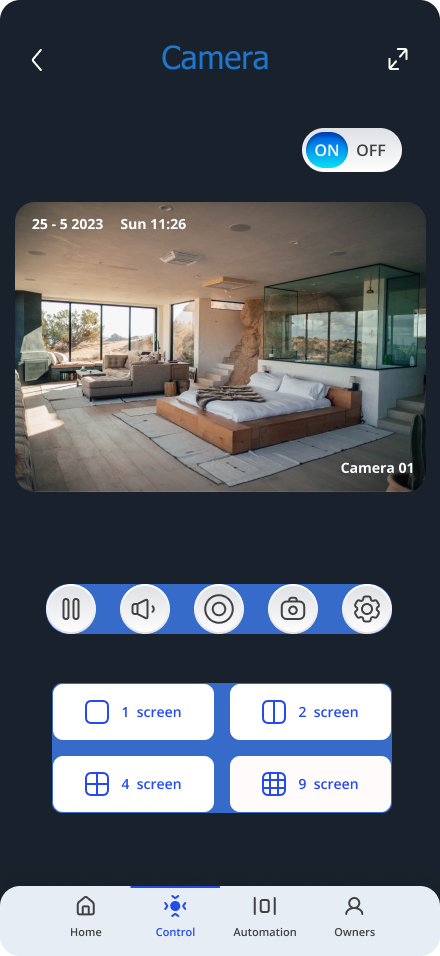 Camera
ON OFF
25 - 5 2023 Sun 11:26
Camera 01
1 screen 2 screen
4 screen 9 screen
Home Control Automation Owners